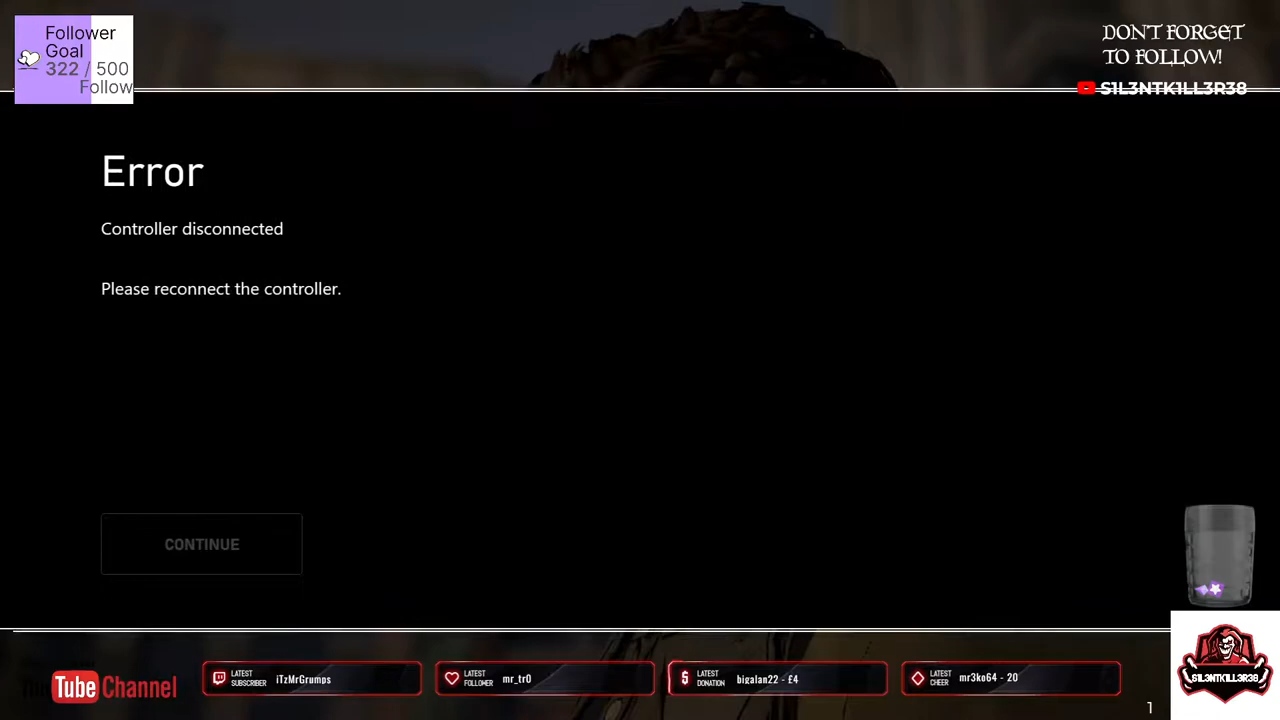 Follower
Goal
322 / 500
Follow
DONT FORGET
TO FOLLOW!
S1L3NTK1LL3R38
Error
Controller disconnected
Please reconnect the controller.
CONTINUE
Tube Channel
LATEST
SUBSCRIBER
iTzMrGrumps
LATEST
FOLLOWER
mr_tr0
LATEST
DONATION
bigalan22 - £4
LATEST
CHEER
mr3ko64 - 20
S1L3NTK1LL3R38
1